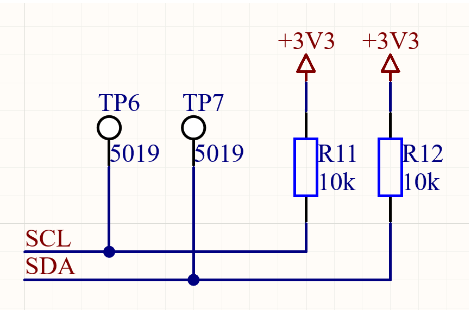 +3V3 +3V3
TP6 TP7
5019 5019
R11 R12
10k 10k
SCL
SDA